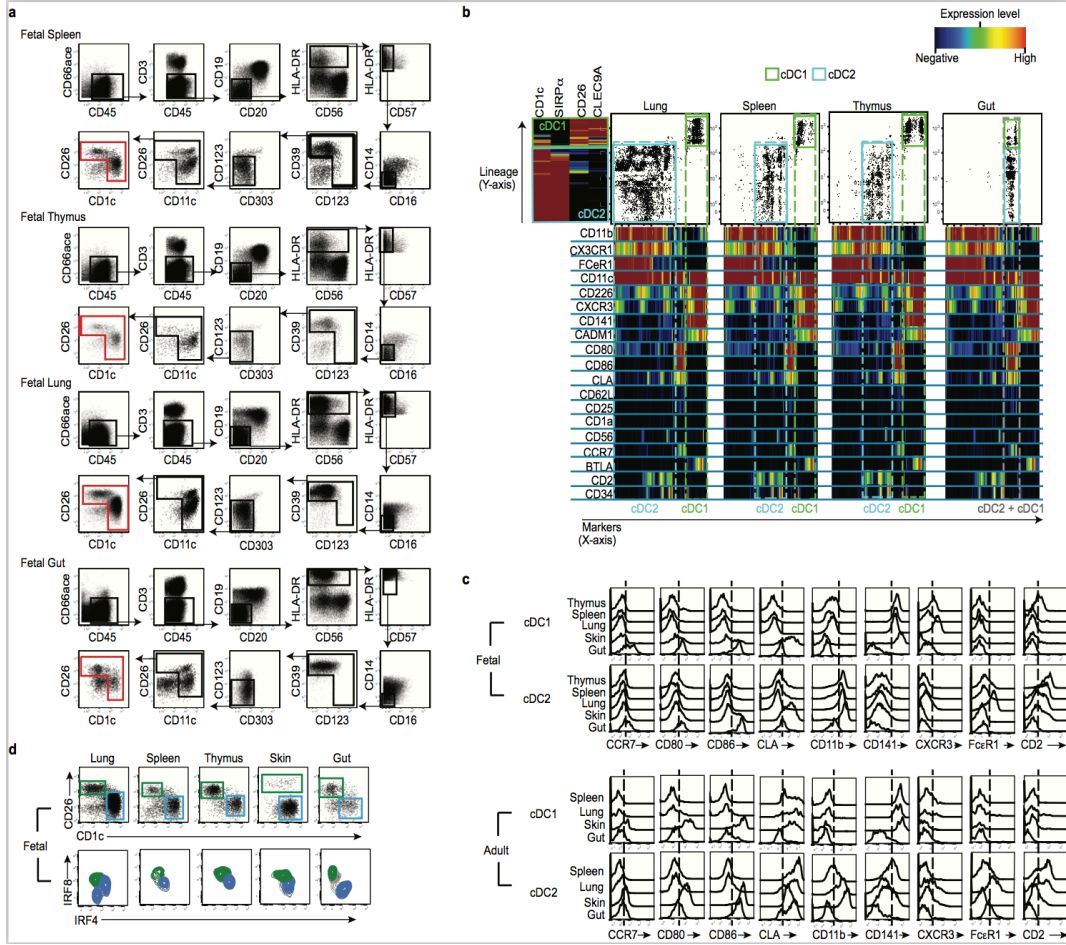 a
Fetal Spleen
CD66ace
CD3
CD19
HLA-DR
HLA-DR
CD45
CD45
CD20
CD56
CD57
CD26
CD26
CD123
CD39
CD14
CD1c
CD11c
CD303
CD123
CD16
Fetal Thymus
CD66ace
CD3
CD19
HLA-DR
HLA-DR
CD45
CD45
CD20
CD56
CD57
CD26
CD26
CD123
CD39
CD14
CD1c
CD11c
CD303
CD123
CD16
Fetal Lung
CD66ace
CD3
CD19
HLA-DR
HLA-DR
CD45
CD45
CD20
CD56
CD57
CD26
CD26
CD123
CD39
CD14
CD1c
CD11c
CD303
CD123
CD16
Fetal Gut
CD66ace
CD3
CD19
HLA-DR
HLA-DR
CD45
CD45
CD20
CD56
CD57
CD26
CD26
CD123
CD39
CD14
CD1c
CD11c
CD303
CD123
CD16
b
Expression level
Negative High
cDC1 cDC2
CD1c
SIRPα
CD26
CLEC9A
Lung Spleen Thymus Gut
cDC1
Lineage
(Y-axis)
cDC2
CD11b
CX3CR1
FCeR1
CD11c
CD226
CXCR3
CD141
CADM1
CD80
CD86
CLA
CD62L
CD25
CD1a
CD56
CCR7
BTLA
CD2
CD34
cDC2 cDC1 cDC2 cDC1 cDC2 cDC1 cDC2 + cDC1
Markers
(X-axis)
c
Fetal
cDC1
Thymus
Spleen
Lung
Skin
Gut
cDC2
Thymus
Spleen
Lung
Skin
Gut
CCR7 CD80 CD86 CLA CD11b CD141 CXCR3 FcεR1 CD2
Adult
cDC1
Spleen
Lung
Skin
Gut
cDC2
Spleen
Lung
Skin
Gut
CCR7 CD80 CD86 CLA CD11b CD141 CXCR3 FcεR1 CD2
d
Lung Spleen Thymus Skin Gut
CD26
CD1c
Fetal
IRF8
IRF4